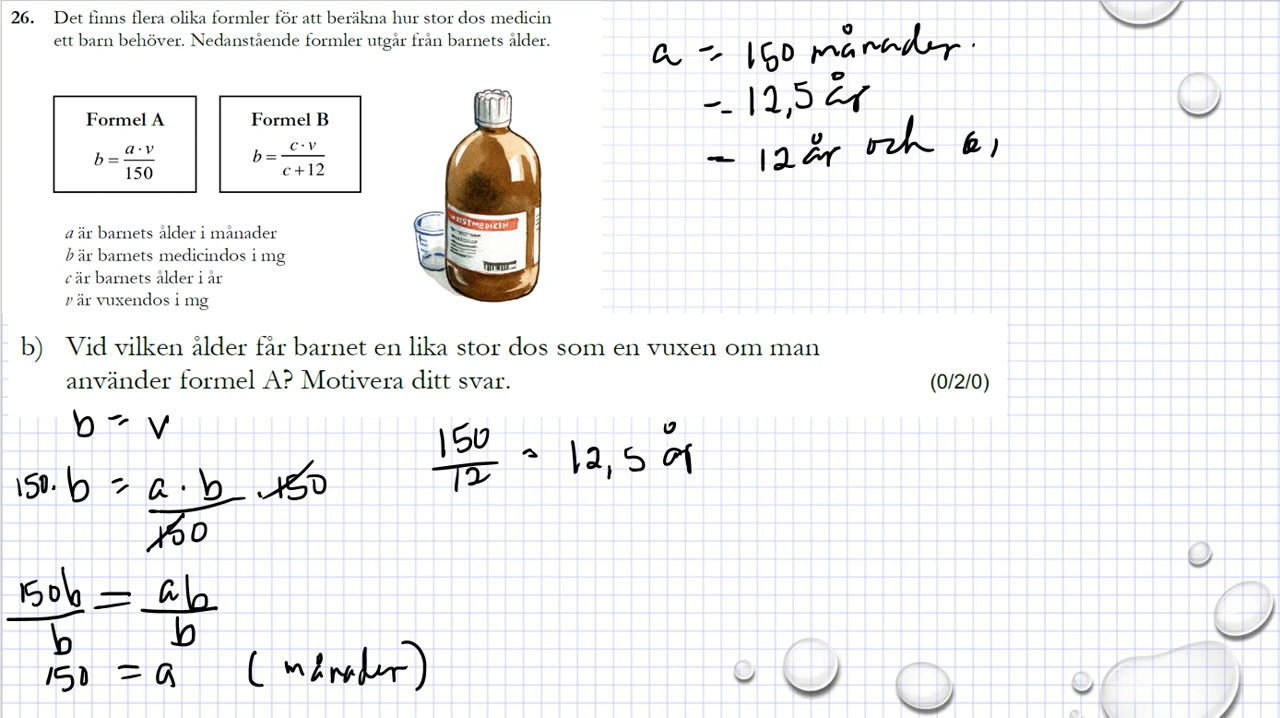 26. Det finns flera olika formler för att beräkna hur stor dos medicin
ett barn behöver. Nedanstående formler utgår från barnets ålder.
Formel A
b = a · v / 150
Formel B
b = c · v / c + 12
a är barnets ålder i månader
b är barnets medicindos i mg
c är barnets ålder i år
v är vuxendos i mg
a = 150 månader.
= 12,5 år
= 12 år och 6,
b) Vid vilken ålder får barnet en lika stor dos som en vuxen om man
använder formel A? Motivera ditt svar.
(0/2/0)
b = v
150 · b = a · b / 150 · 150
150b / b = ab / b
150 = a (månader)
150 / 12 = 12,5 år